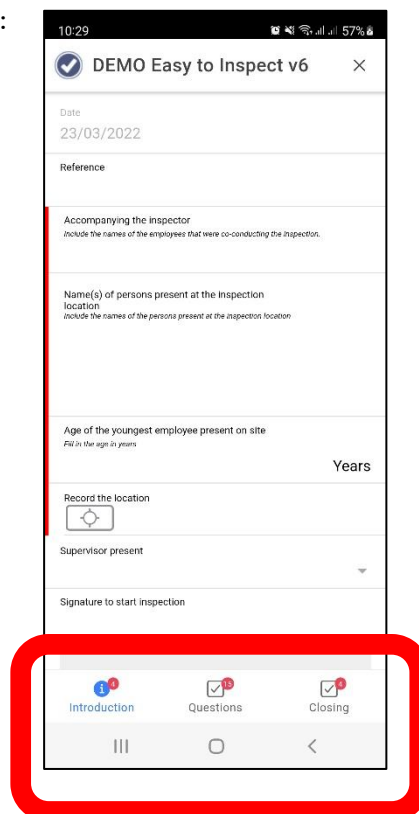 :
10:29 57%
DEMO Easy to Inspect v6 ×
Date
23/03/2022
Reference
Accompanying the inspector
Include the names of the employees that were co-conducting the inspection.
Name(s) of persons present at the inspection
location
Include the names of the persons present at the inspection location
Age of the youngest employee present on site
Fill in the age in years
Years
Record the location
Supervisor present
Signature to start inspection
4 15 4
Introduction Questions Closing